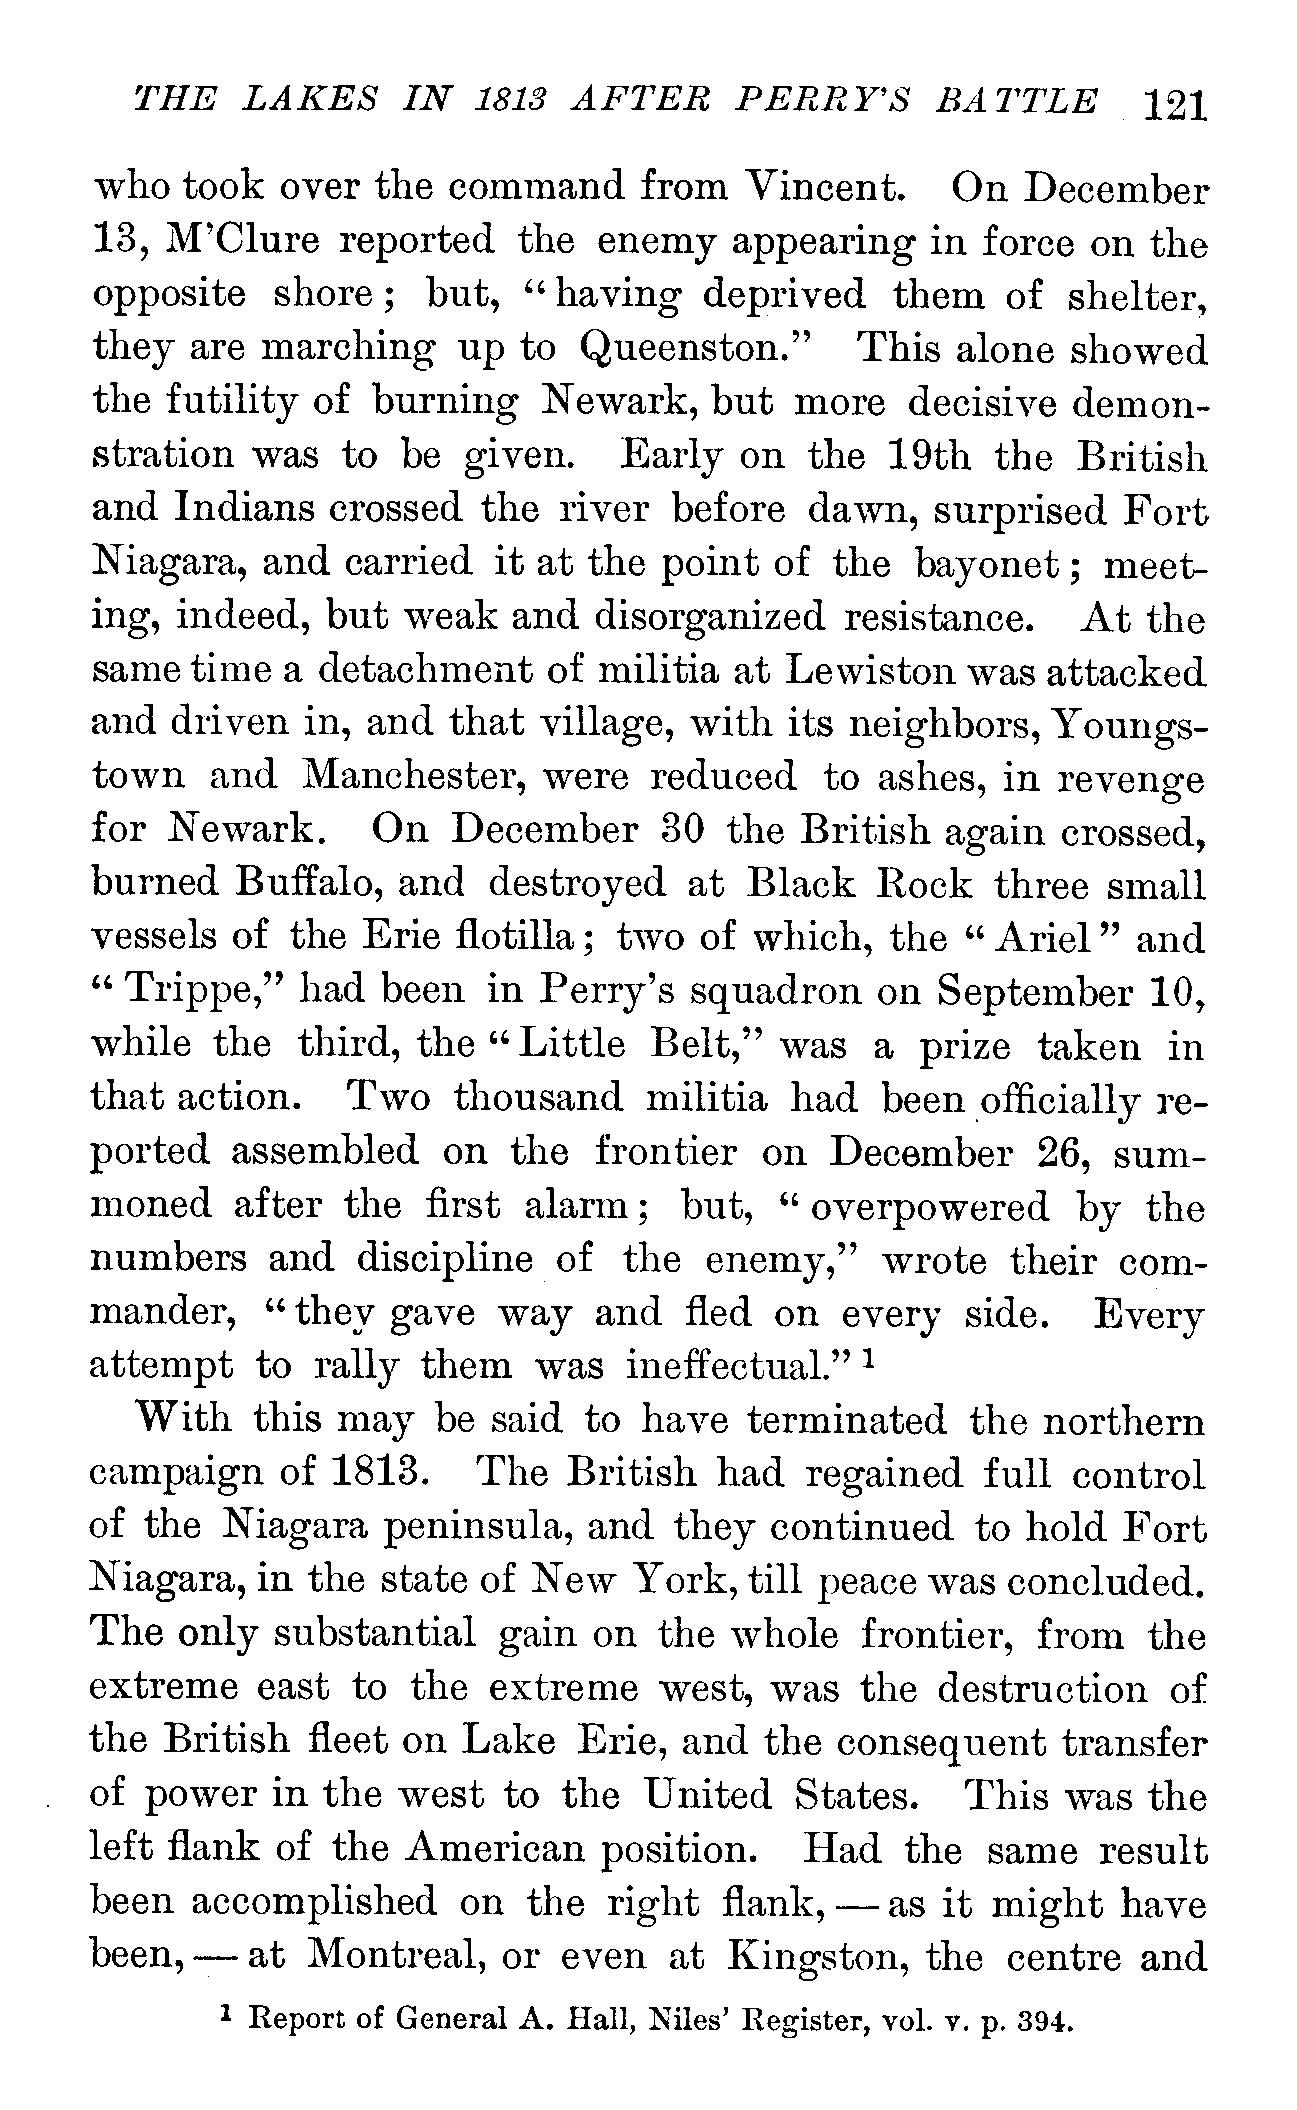 THE LAKES IN 1813 AFTER PERRY'S BATTLE 121
who took over the command from Vincent. On December
13, M'Clure reported the enemy appearing in force on the
opposite shore; but, "having deprived them of shelter,
they are marching up to Queenston." This alone showed
the futility of burning Newark, but more decisive demon-
stration was to be given. Early on the 19th the British
and Indians crossed the river before dawn, surprised Fort
Niagara, and carried it at the point of the bayonet; meet-
ing, indeed, but weak and disorganized resistance. At the
same time a detachment of militia at Lewiston was attacked
and driven in, and that village, with its neighbors, Youngs-
town and Manchester, were reduced to ashes, in revenge
for Newark. On December 30 the British again crossed,
burned Buffalo, and destroyed at Black Rock three small
vessels of the Erie flotilla; two of which, the "Ariel" and
"Trippe," had been in Perry's squadron on September 10,
while the third, the "Little Belt," was a prize taken in
that action. Two thousand militia had been officially re-
ported assembled on the frontier on December 26, sum-
moned after the first alarm; but, "overpowered by the
numbers and discipline of the enemy," wrote their com-
mander, "they gave way and fled on every side. Every
attempt to rally them was ineffectual." 1
With this may be said to have terminated the northern
campaign of 1813. The British had regained full control
of the Niagara peninsula, and they continued to hold Fort
Niagara, in the state of New York, till peace was concluded.
The only substantial gain on the whole frontier, from the
extreme east to the extreme west, was the destruction of
the British fleet on Lake Erie, and the consequent transfer
of power in the west to the United States. This was the
left flank of the American position. Had the same result
been accomplished on the right flank, — as it might have
been, — at Montreal, or even at Kingston, the centre and
1 Report of General A. Hall, Niles' Register, vol. v. p. 394.